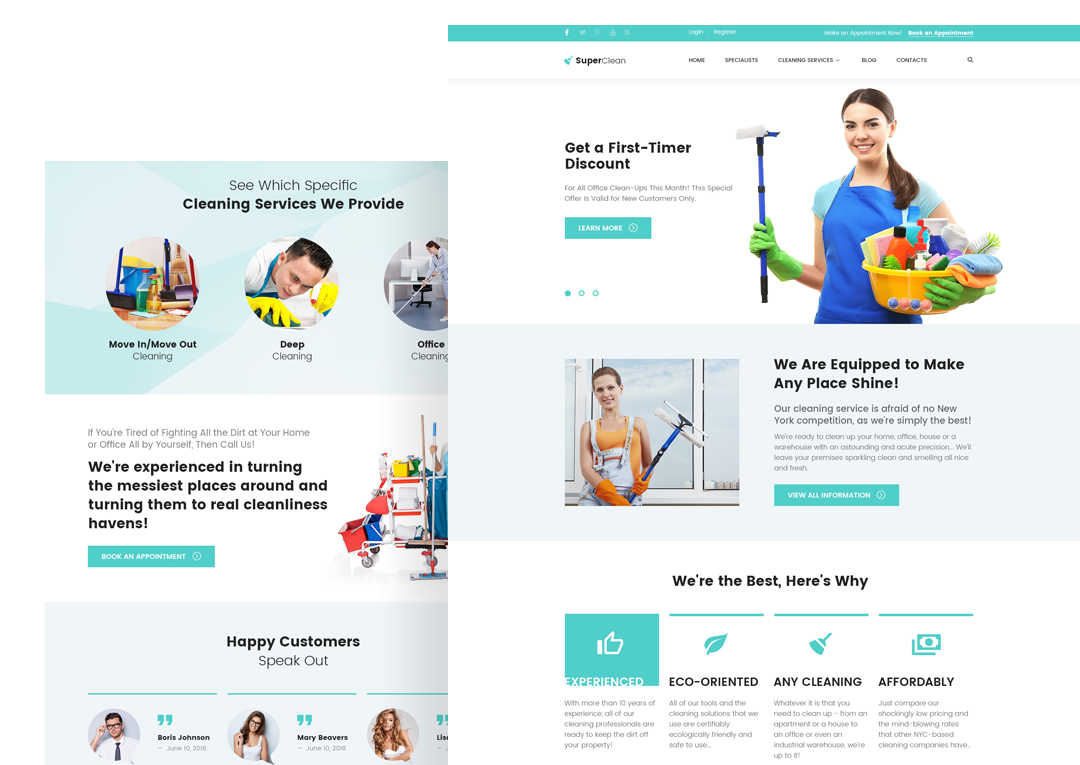 Login Register
Make an Appointment Now! Book an Appointment
SuperClean
HOME SPECIALISTS CLEANING SERVICES BLOG CONTACTS
Get a First-Timer
Discount
For All Office Clean-Ups This Month! This Special
Offer Is Valid for New Customers Only.
LEARN MORE
See Which Specific
Cleaning Services We Provide
Move In/Move Out
Cleaning
Deep
Cleaning
Office
Cleaning
We Are Equipped to Make
Any Place Shine!
Our cleaning service is afraid of no New
York competition, as we're simply the best!
We're ready to clean up your home, office, house or a
warehouse with an astounding and acute precision... We'll
leave your premises sparkling clean and smelling all nice
and fresh.
VIEW ALL INFORMATION
If You're Tired of Fighting All the Dirt at Your Home
or Office All by Yourself, Then Call Us!
We're experienced in turning
the messiest places around and
turning them to real cleanliness
havens!
BOOK AN APPOINTMENT
We're the Best, Here's Why
EXPERIENCED
With more than 10 years of
experience, all of our
cleaning professionals are
ready to keep the dirt off
your property!
ECO-ORIENTED
All of our tools and the
cleaning solutions that we
use are certifiably
ecologically friendly and
safe to use...
ANY CLEANING
Whatever it is that you
need to clean up - from an
apartment or a house to
an office or even an
industrial warehouse, we're
up to it!
AFFORDABLY
Just compare our
shockingly low pricing and
the mind-blowing rates
that other NYC-based
cleaning companies have..
Happy Customers
Speak Out
Boris Johnson
– June 10, 2016
Mary Beavers
– June 10, 2016